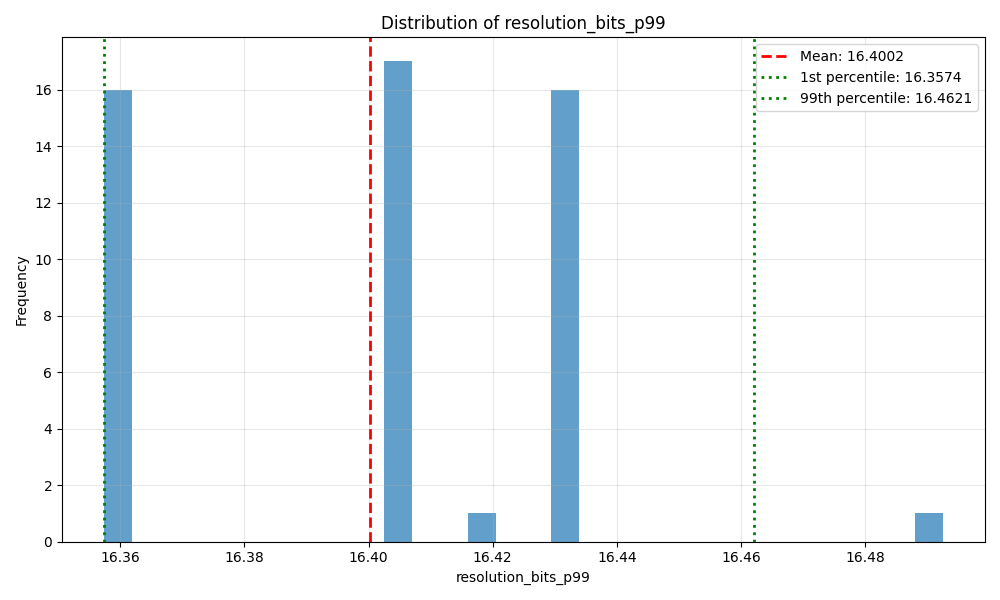 Distribution of resolution_bits_p99
Mean: 16.4002
1st percentile: 16.3574
99th percentile: 16.4621
Frequency
16
14
12
10
8
6
4
2
0
16.36
16.38
16.40
16.42
16.44
16.46
16.48
resolution_bits_p99